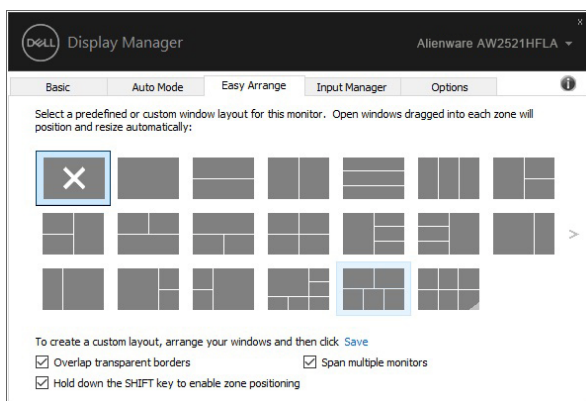 x
DELL Display Manager Alienware AW2521HFLA
Basic Auto Mode Easy Arrange Input Manager Options i
Select a predefined or custom window layout for this monitor. Open windows dragged into each zone will
position and resize automatically:
>
To create a custom layout, arrange your windows and then click Save
Overlap transparent borders Span multiple monitors
Hold down the SHIFT key to enable zone positioning